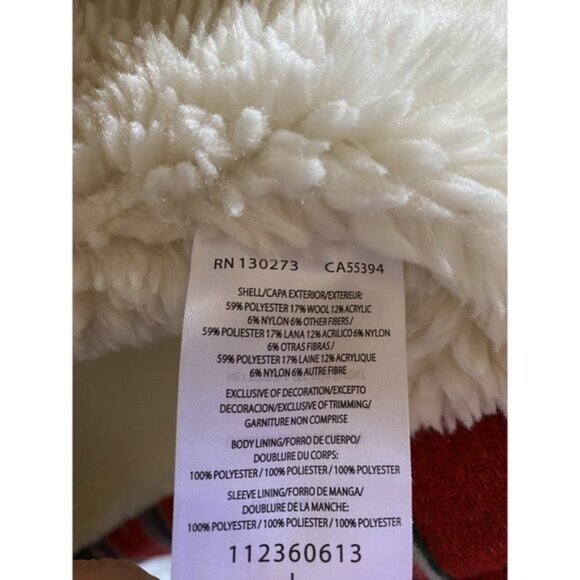 RN 130273 CA55394
SHELL/CAPA EXTERIOR/EXTERIEUR:
59% POLYESTER 17% WOOL 12% ACRYLIC
6% NYLON 6% OTHER FIBERS /
59% POLIESTER 17% LANA 12% ACRILICO 6% NYLON
6% OTRAS FIBRAS /
59% POLYESTER 17% LAINE 12% ACRYLIQUE
6% NYLON 6% AUTRE FIBRE
EXCLUSIVE OF DECORATION/EXCEPTO
DECORACION/EXCLUSIVE OF TRIMMING/
GARNITURE NON COMPRISE
BODY LINING/FORRO DE CUERPO/
DOUBLURE DU CORPS:
100% POLYESTER / 100% POLIESTER / 100% POLYESTER
SLEEVE LINING/FORRO DE MANGA/
DOUBLURE DE LA MANCHE:
100% POLYESTER / 100% POLIESTER / 100% POLYESTER
112360613